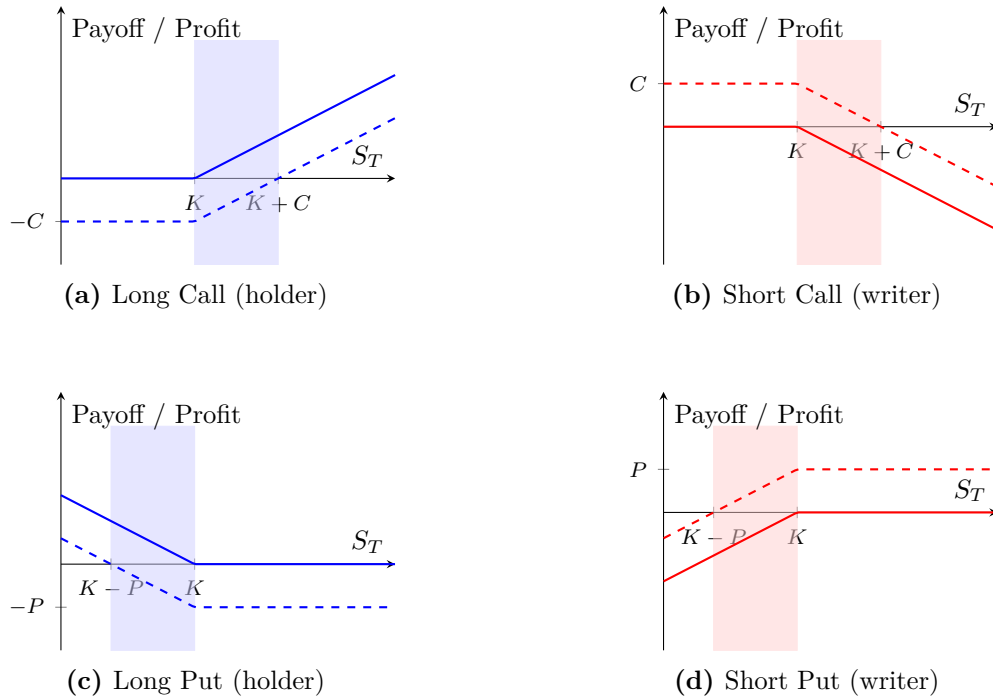 Payoff / Profit
S_T
K
K + C
−C
(a) Long Call (holder)
Payoff / Profit
C
S_T
K
K + C
(b) Short Call (writer)
Payoff / Profit
S_T
K − P
K
−P
(c) Long Put (holder)
Payoff / Profit
P
S_T
K − P
K
(d) Short Put (writer)